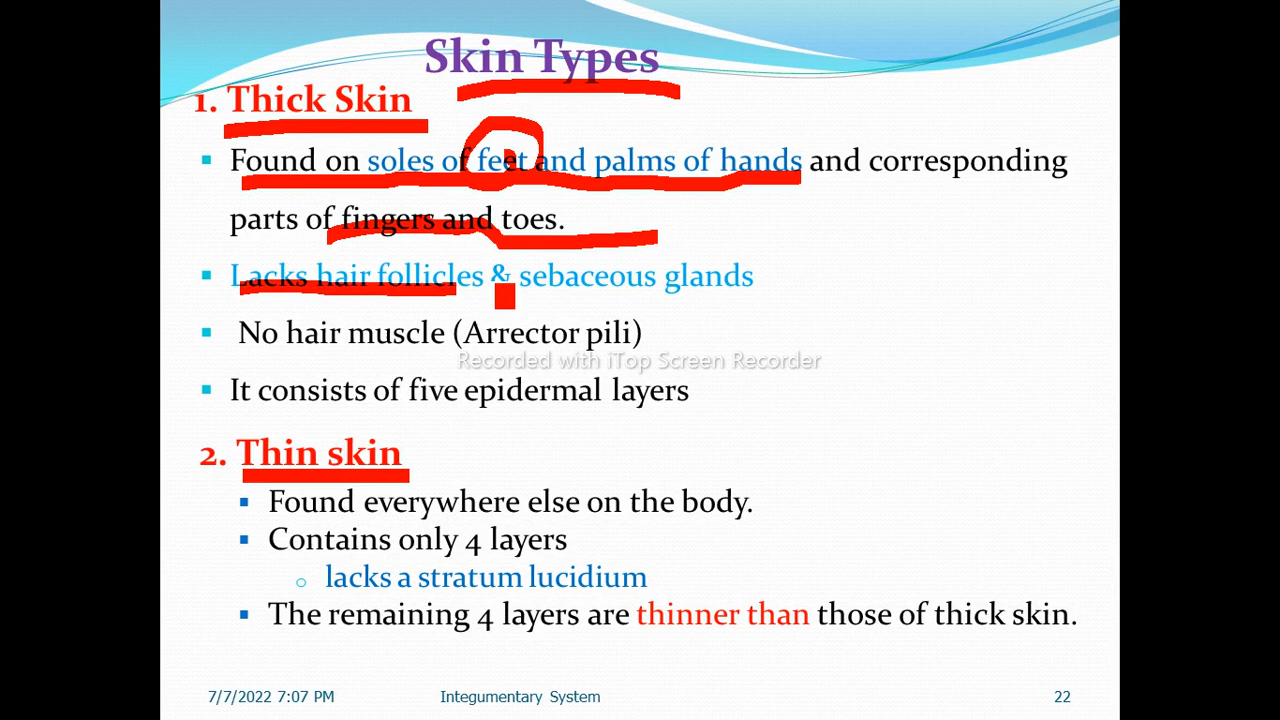 Skin Types
1. Thick Skin
▪ Found on soles of feet and palms of hands and corresponding
parts of fingers and toes.
▪ Lacks hair follicles & sebaceous glands
▪ No hair muscle (Arrector pili)
Recorded with iTop Screen Recorder
▪ It consists of five epidermal layers
2. Thin skin
▪ Found everywhere else on the body.
▪ Contains only 4 layers
o lacks a stratum lucidium
▪ The remaining 4 layers are thinner than those of thick skin.
7/7/2022 7:07 PM Integumentary System 22